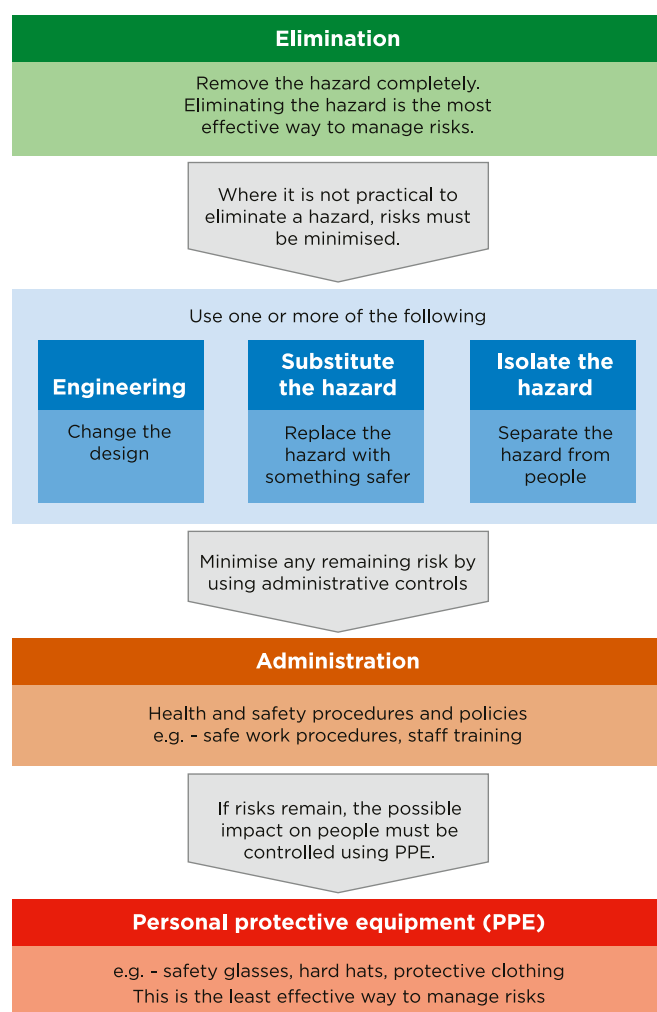 Elimination
Remove the hazard completely.
Eliminating the hazard is the most
effective way to manage risks.
Where it is not practical to
eliminate a hazard, risks must
be minimised.
Use one or more of the following
Engineering
Change the
design
Substitute
the hazard
Replace the
hazard with
something safer
Isolate the
hazard
Separate the
hazard from
people
Minimise any remaining risk by
using administrative controls
Administration
Health and safety procedures and policies
e.g. - safe work procedures, staff training
If risks remain, the possible
impact on people must be
controlled using PPE.
Personal protective equipment (PPE)
e.g. - safety glasses, hard hats, protective clothing
This is the least effective way to manage risks